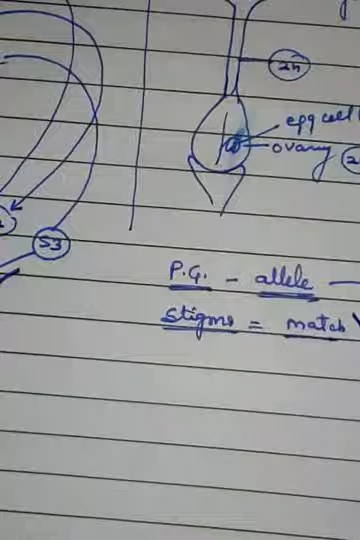 2n
egg cell
ovary
S3
P.G. - allele -
Stigma = match